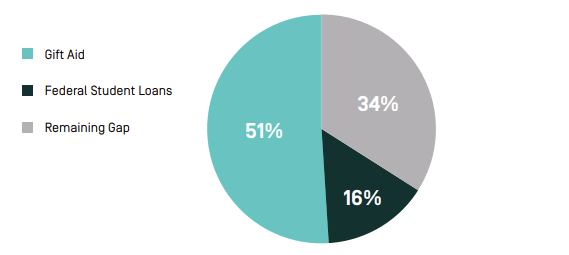 Gift Aid
Federal Student Loans
Remaining Gap
34%
51%
16%